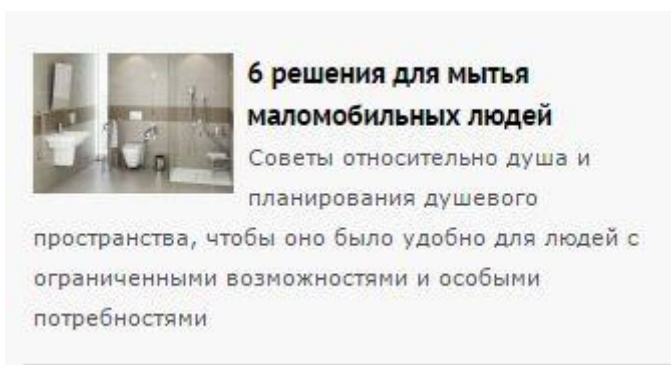 6 решения для мытья
маломобильных людей
Советы относительно душа и
планирования душевого
пространства, чтобы оно было удобно для людей с
ограниченными возможностями и особыми
потребностями